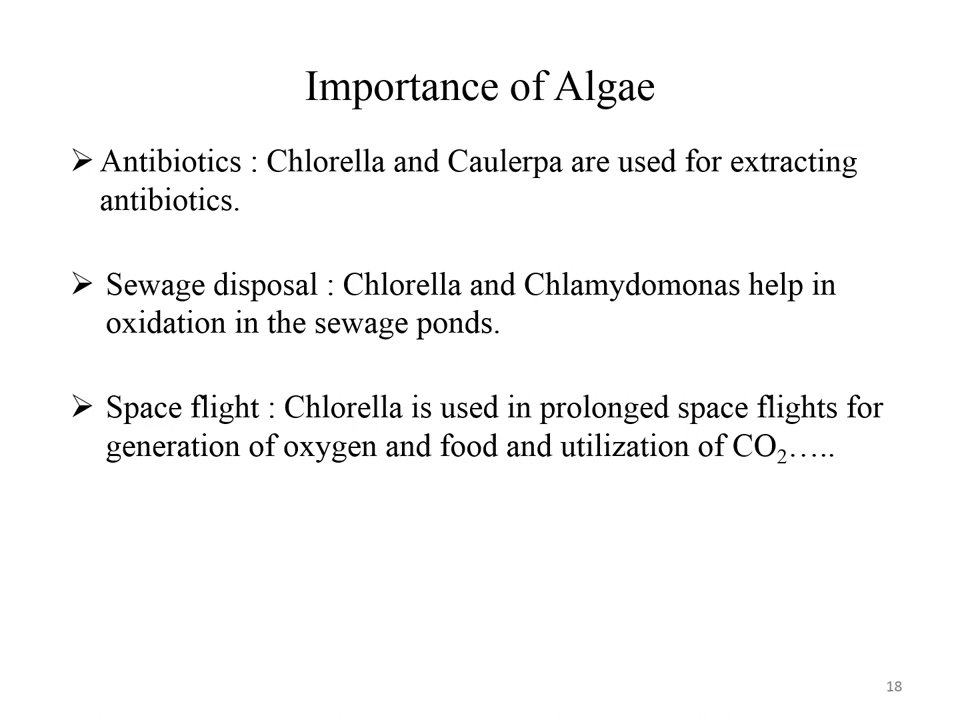 Importance of Algae
➢ Antibiotics : Chlorella and Caulerpa are used for extracting
antibiotics.
➢ Sewage disposal : Chlorella and Chlamydomonas help in
oxidation in the sewage ponds.
➢ Space flight : Chlorella is used in prolonged space flights for
generation of oxygen and food and utilization of CO₂…..
18